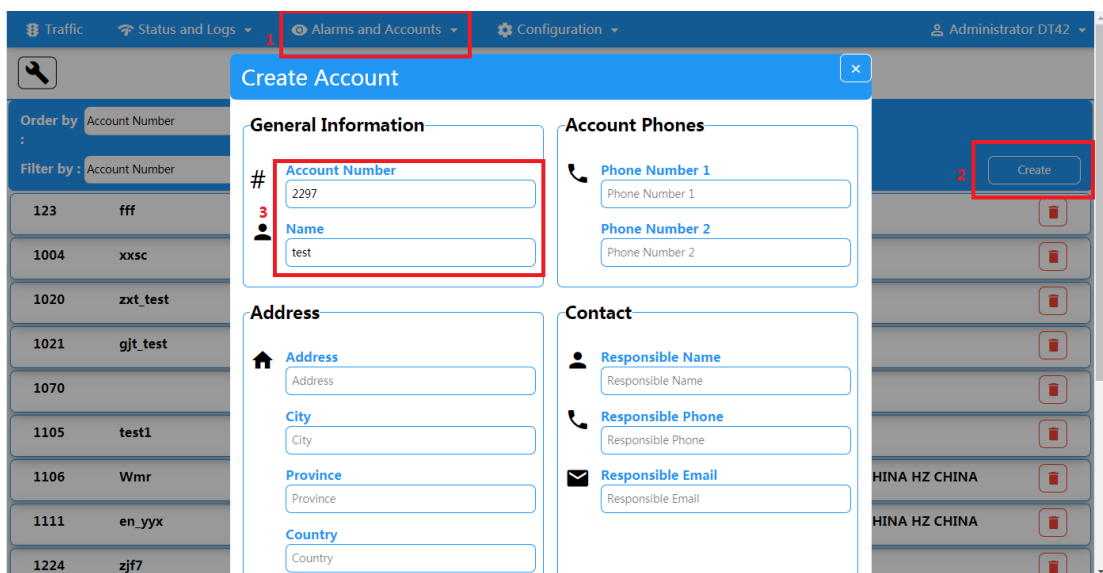 Traffic Status and Logs Alarms and Accounts Configuration Administrator DT42
1
Create Account ×
Order by : Account Number
Filter by : Account Number
2 Create
General Information
# Account Number
2297
3
Name
test
Account Phones
Phone Number 1
Phone Number 1
Phone Number 2
Phone Number 2
Address
Address
Address
City
City
Province
Province
Country
Country
Contact
Responsible Name
Responsible Name
Responsible Phone
Responsible Phone
Responsible Email
Responsible Email
123 fff
1004 xxsc
1020 zxt_test
1021 gjt_test
1070
1105 test1
1106 Wmr HINA HZ CHINA
1111 en_yyx HINA HZ CHINA
1224 zjf7